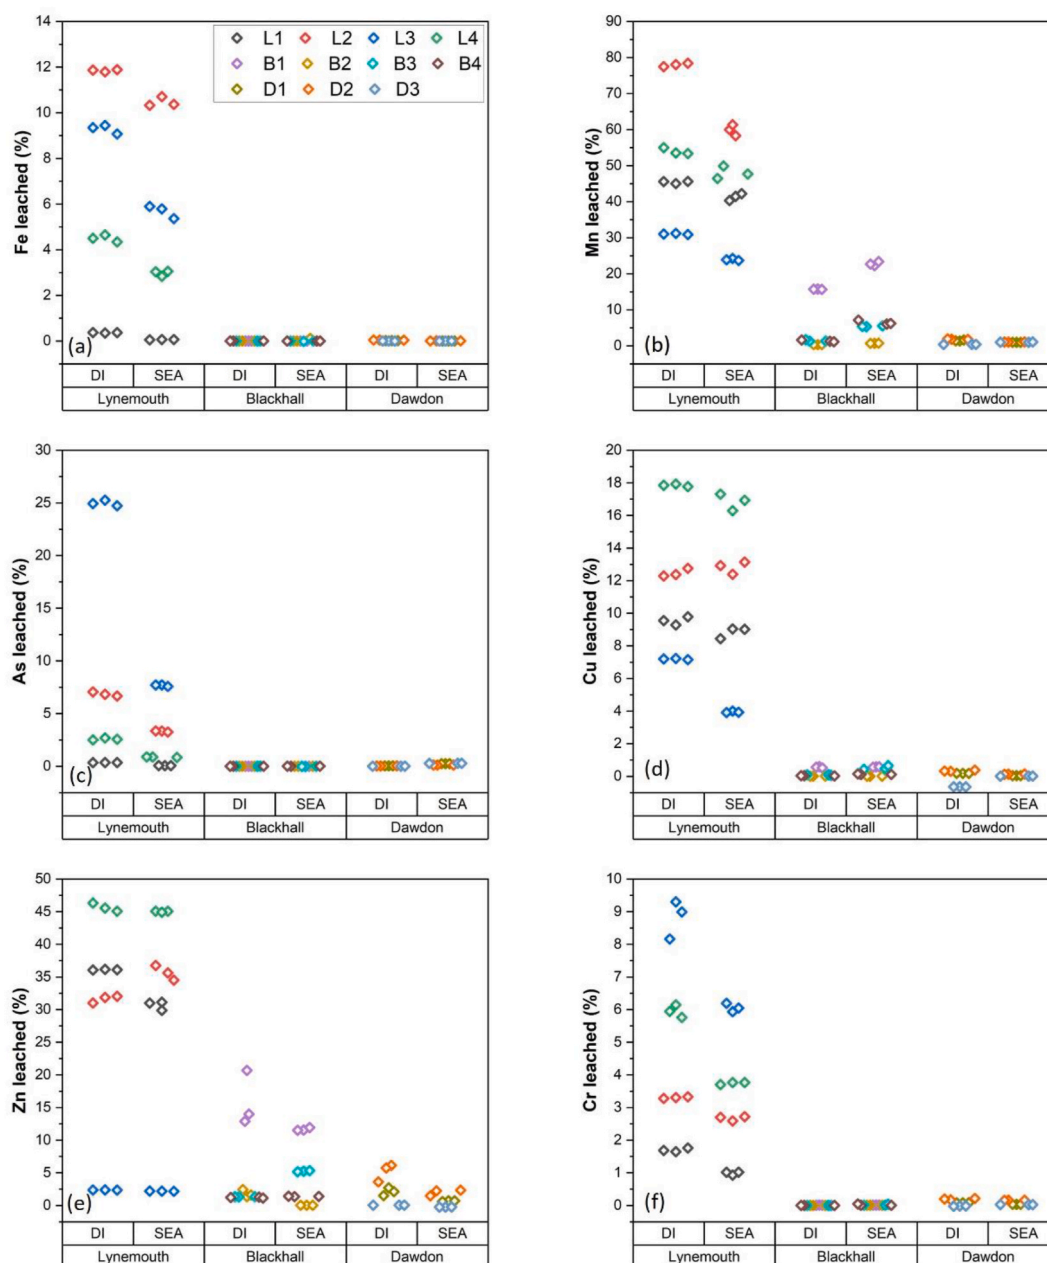 14
12
10
8
6
4
2
0
Fe leached (%)
L1 L2 L3 L4
B1 B2 B3 B4
D1 D2 D3
(a)
DI SEA DI SEA DI SEA
Lynemouth Blackhall Dawdon
90
80
70
60
50
40
30
20
10
0
Mn leached (%)
(b)
DI SEA DI SEA DI SEA
Lynemouth Blackhall Dawdon
30
25
20
15
10
5
0
As leached (%)
(c)
DI SEA DI SEA DI SEA
Lynemouth Blackhall Dawdon
20
18
16
14
12
10
8
6
4
2
0
Cu leached (%)
(d)
DI SEA DI SEA DI SEA
Lynemouth Blackhall Dawdon
50
45
40
35
30
25
20
15
10
5
0
Zn leached (%)
(e)
DI SEA DI SEA DI SEA
Lynemouth Blackhall Dawdon
10
9
8
7
6
5
4
3
2
1
0
Cr leached (%)
(f)
DI SEA DI SEA DI SEA
Lynemouth Blackhall Dawdon